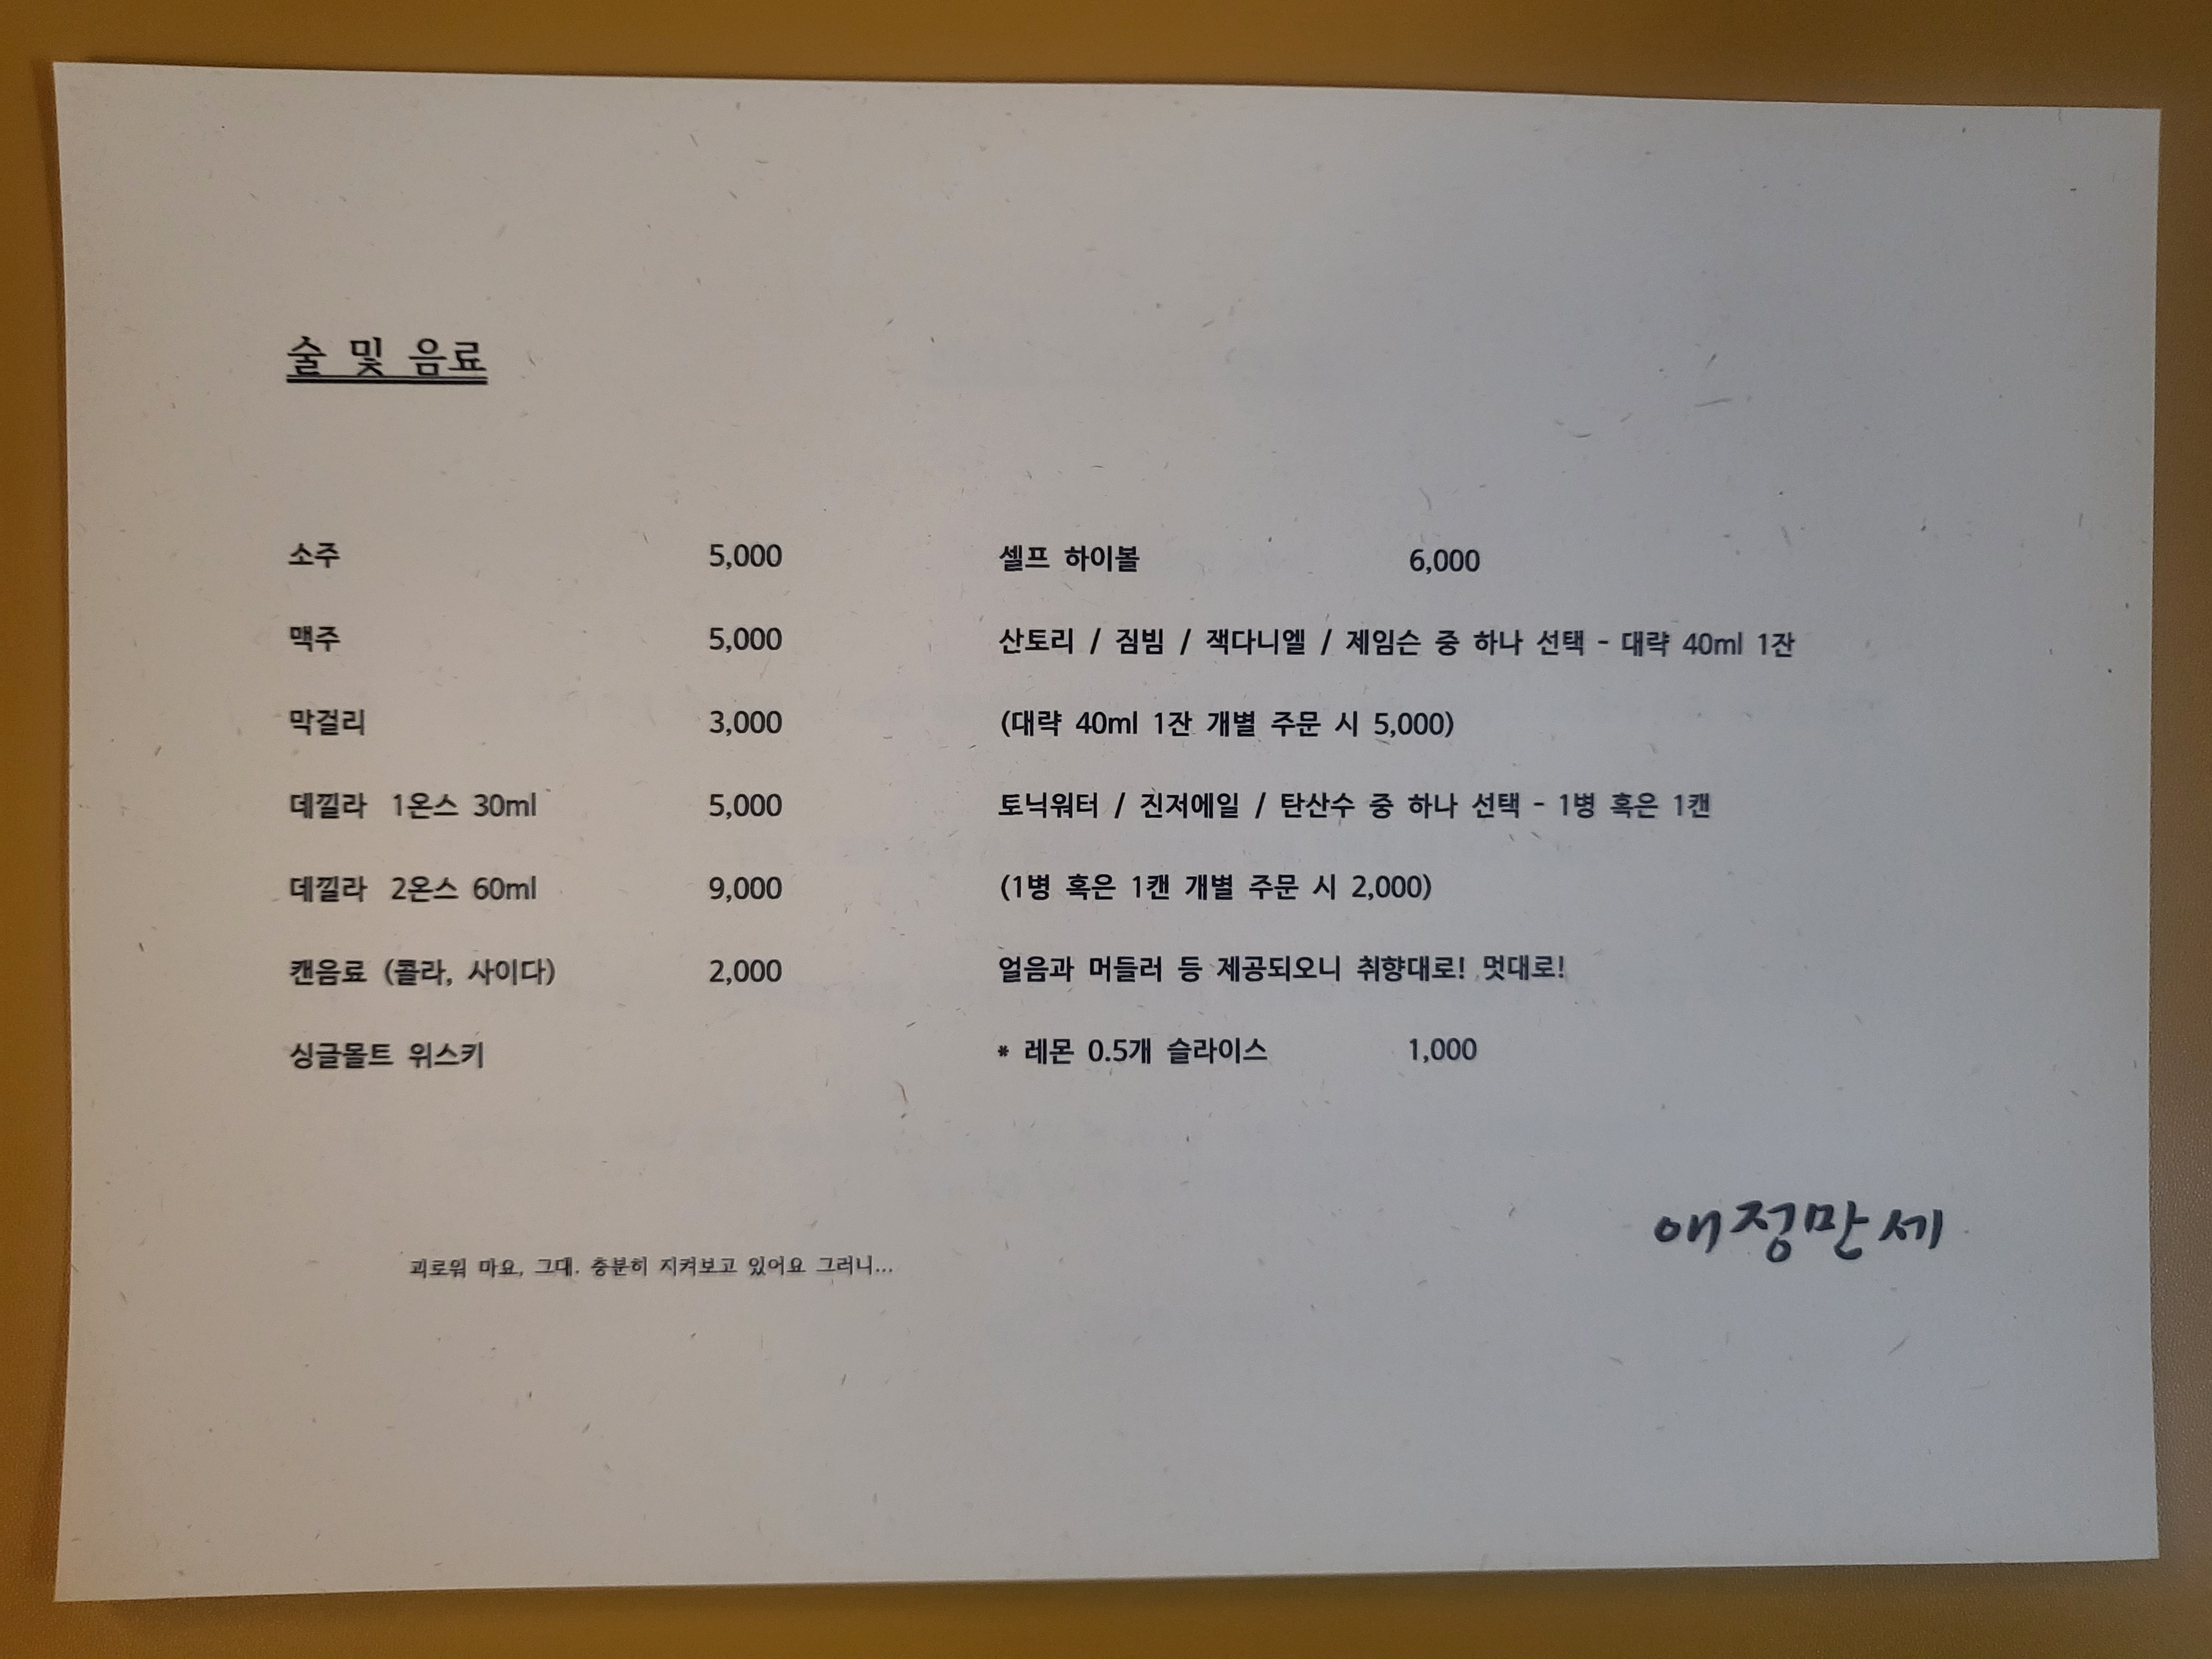 술 및 음료
소주 5,000
맥주 5,000
막걸리 3,000
데낄라 1온스 30ml 5,000
데낄라 2온스 60ml 9,000
캔음료 (콜라, 사이다) 2,000
싱글몰트 위스키
셀프 하이볼 6,000
산토리 / 짐빔 / 잭다니엘 / 제임슨 중 하나 선택 - 대략 40ml 1잔
(대략 40ml 1잔 개별 주문 시 5,000)
토닉워터 / 진저에일 / 탄산수 중 하나 선택 - 1병 혹은 1캔
(1병 혹은 1캔 개별 주문 시 2,000)
얼음과 머들러 등 제공되오니 취향대로! 멋대로!
* 레몬 0.5개 슬라이스 1,000
괴로워 마요, 그대. 충분히 지켜보고 있어요 그러니...
애정만세